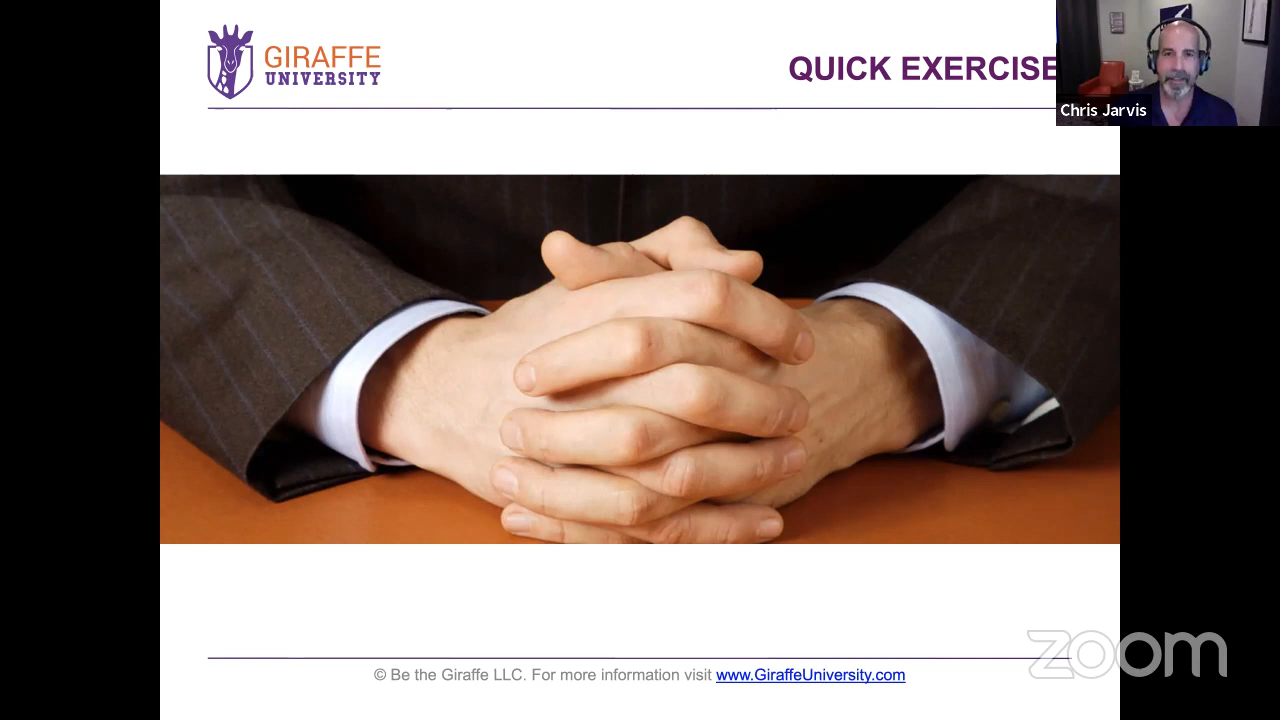 GIRAFFE
UNIVERSITY
QUICK EXERCISE
Chris Jarvis
© Be the Giraffe LLC. For more information visit www.GiraffeUniversity.com
zoom